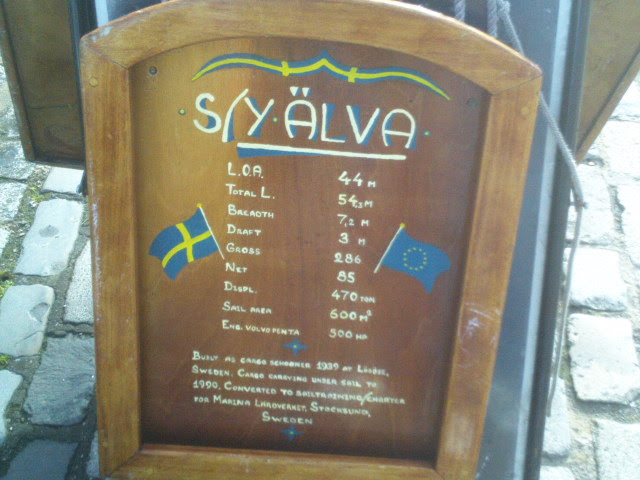 S/Y·ÄLVA·
L.O.A. 44 M
TOTAL L. 54,3 M
BREADTH 7,2 M
DRAFT 3 M
GROSS 286
NET 85
DISPL. 470 TON
SAIL AREA 600 M²
ENG. VOLVO PENTA 500 HA
BUILT AS CARGO SCHOONER 1939 AT
SWEDEN. CARGO CARRYING UNDER SAIL TO
1990. CONVERTED TO SAILTRAINING/CHARTER
FOR MARINA LÄROVERKET, STOCKSUND,
SWEDEN